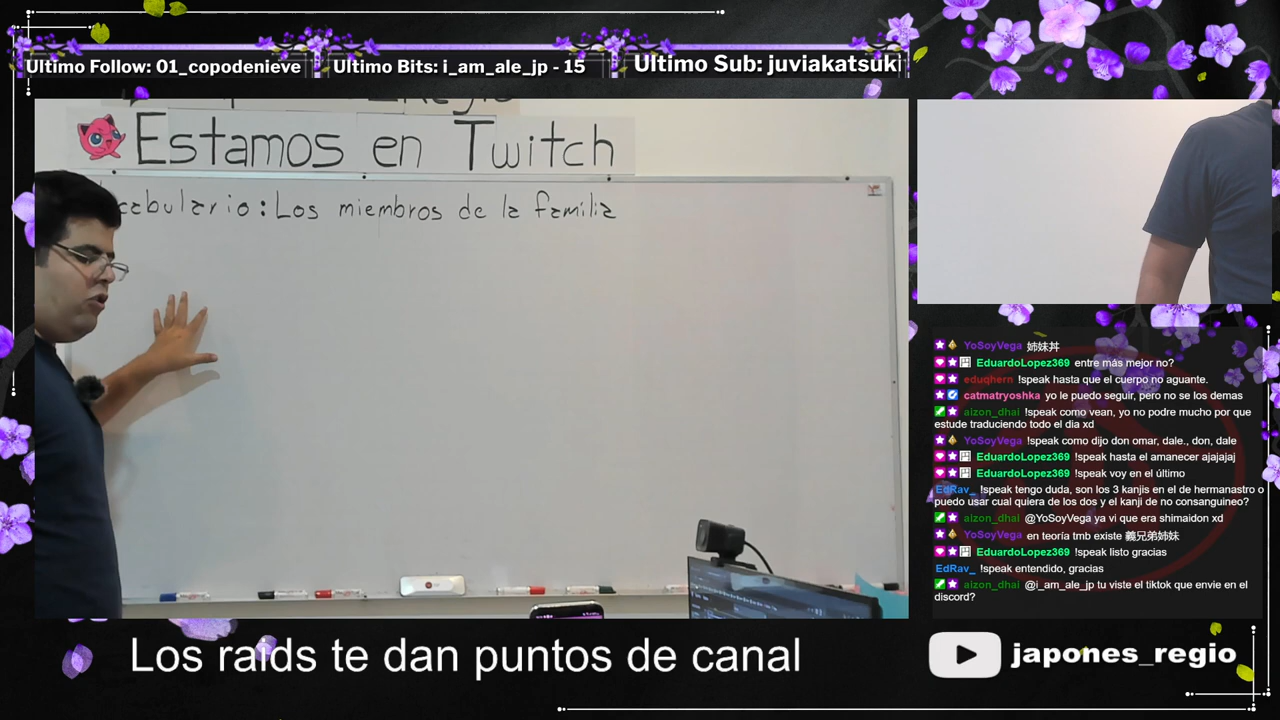 Ultimo Follow: 01_copodenieve
Ultimo Bits: i_am_ale_jp - 15
Ultimo Sub: juviakatsuki
Estamos en Twitch
cabulario: Los miembros de la familia
YoSoyVega 姉妹丼
EduardoLopez369 entre más mejor no?
eduqhern !speak hasta que el cuerpo no aguante.
catmatryoshka yo le puedo seguir, pero no se los demas
aizon_dhai !speak como vean, yo no podre mucho por que
estude traduciendo todo el dia xd
YoSoyVega !speak como dijo don omar, dale., don, dale
EduardoLopez369 !speak hasta el amanecer ajajajaj
EduardoLopez369 !speak voy en el último
EdRav_ !speak tengo duda, son los 3 kanjis en el de hermanastro o
puedo usar cual quiera de los dos y el kanji de no consanguineo?
aizon_dhai @YoSoyVega ya vi que era shimaidon xd
YoSoyVega en teoría tmb existe 義兄弟姉妹
EduardoLopez369 !speak listo gracias
EdRav_ !speak entendido, gracias
aizon_dhai @i_am_ale_jp tu viste el tiktok que envie en el
discord?
Los raids te dan puntos de canal
japones_regio